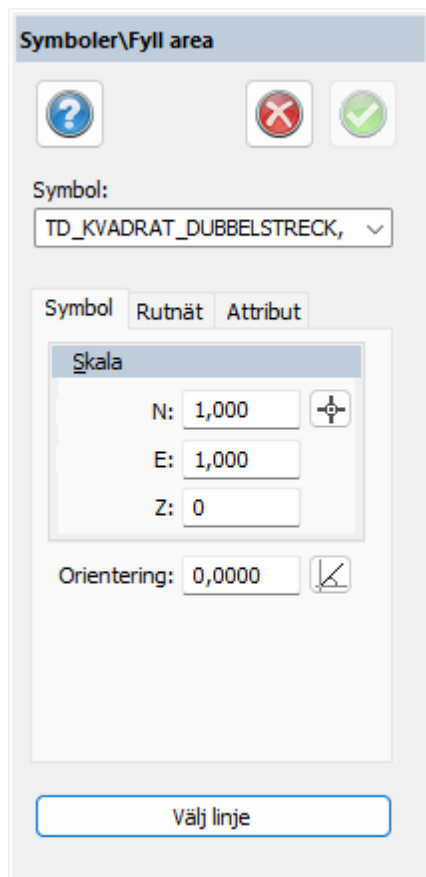 Symboler\Fyll area
Symbol:
TD_KVADRAT_DUBBELSTRECK,
Symbol Rutnät Attribut
Skala
N: 1,000
E: 1,000
Z: 0
Orientering: 0,0000
Välj linje